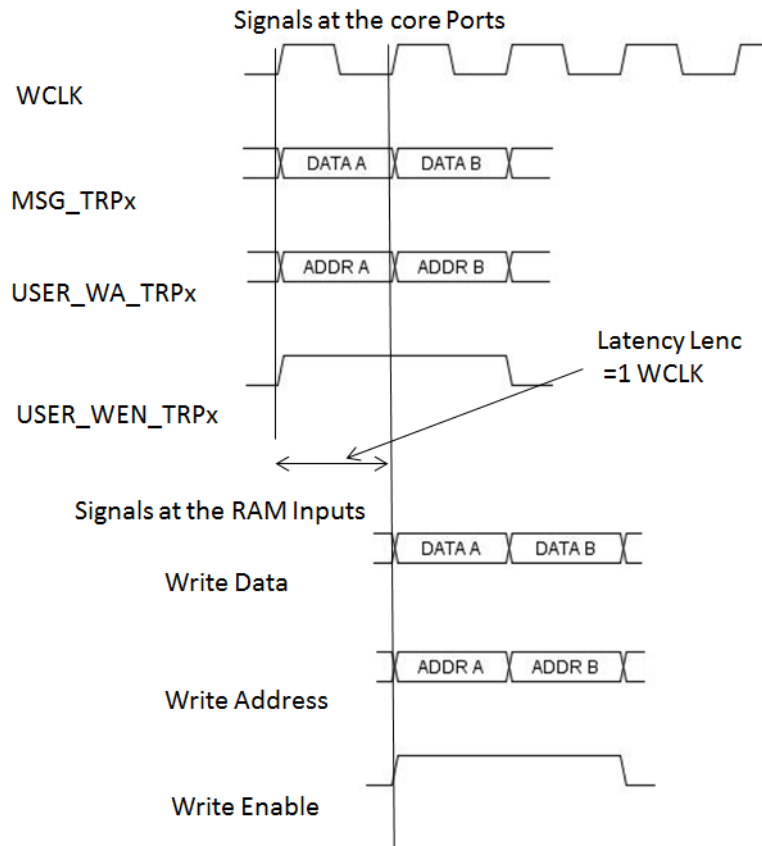 Signals at the core Ports
WCLK
DATA A DATA B
MSG_TRPx
ADDR A ADDR B
USER_WA_TRPx
Latency Lenc
=1 WCLK
USER_WEN_TRPx
Signals at the RAM Inputs
DATA A DATA B
Write Data
ADDR A ADDR B
Write Address
Write Enable